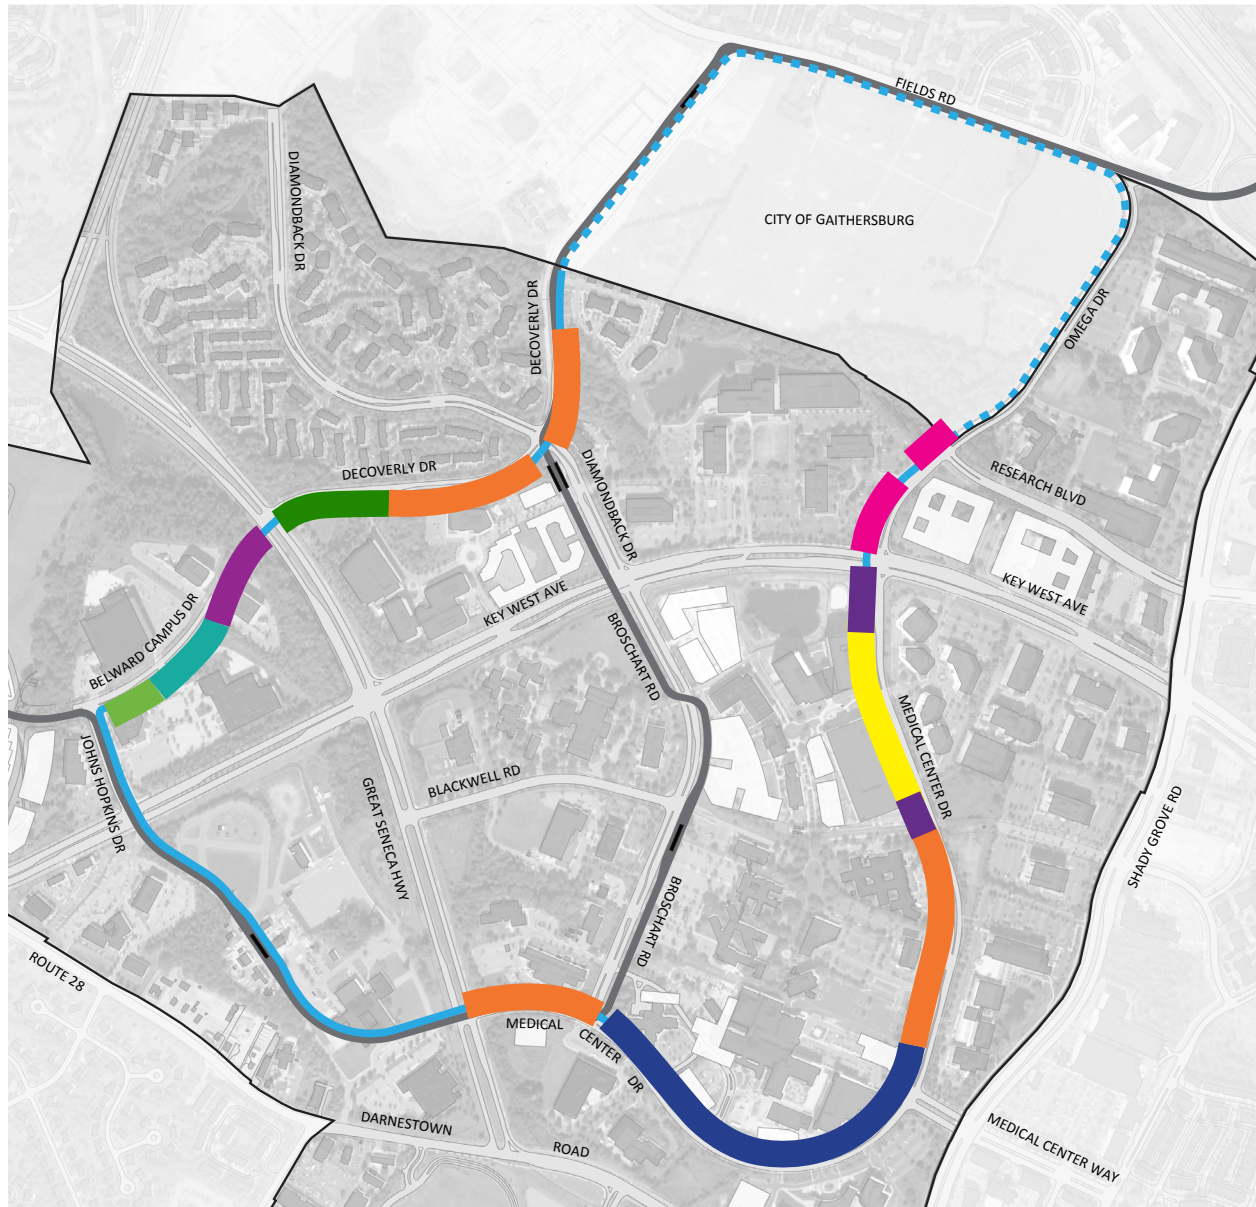 FIELDS RD
DIAMONDBACK DR
CITY OF GAITHERSBURG
DECOVERLY DR
OMEGA DR
DECOVERLY DR
DIAMONDBACK DR
RESEARCH BLVD
KEY WEST AVE
KEY WEST AVE
BELWARD CAMPUS DR
BROSCHART RD
MEDICAL CENTER DR
JOHNS HOPKINS DR
BLACKWELL RD
GREAT SENECA HWY
SHADY GROVE RD
BROSCHART RD
ROUTE 28
MEDICAL CENTER DR
DARNESTOWN ROAD
MEDICAL CENTER WAY